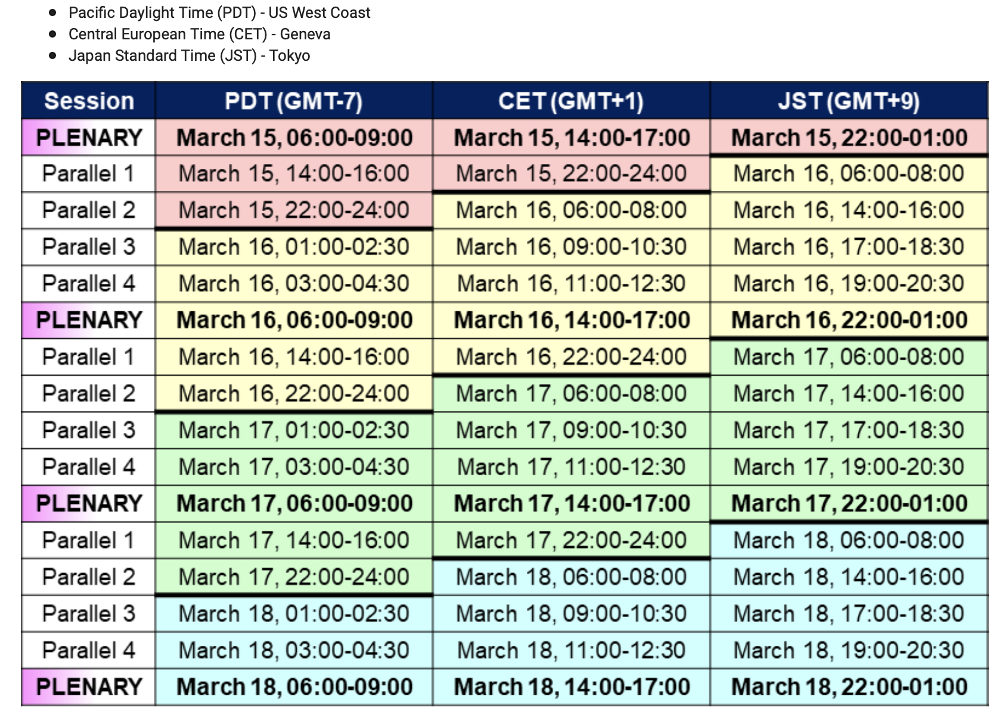 Pacific Daylight Time (PDT) - US West Coast
Central European Time (CET) - Geneva
Japan Standard Time (JST) - Tokyo
Session PDT (GMT-7) CET (GMT+1) JST (GMT+9)
PLENARY March 15, 06:00-09:00 March 15, 14:00-17:00 March 15, 22:00-01:00
Parallel 1 March 15, 14:00-16:00 March 15, 22:00-24:00 March 16, 06:00-08:00
Parallel 2 March 15, 22:00-24:00 March 16, 06:00-08:00 March 16, 14:00-16:00
Parallel 3 March 16, 01:00-02:30 March 16, 09:00-10:30 March 16, 17:00-18:30
Parallel 4 March 16, 03:00-04:30 March 16, 11:00-12:30 March 16, 19:00-20:30
PLENARY March 16, 06:00-09:00 March 16, 14:00-17:00 March 16, 22:00-01:00
Parallel 1 March 16, 14:00-16:00 March 16, 22:00-24:00 March 17, 06:00-08:00
Parallel 2 March 16, 22:00-24:00 March 17, 06:00-08:00 March 17, 14:00-16:00
Parallel 3 March 17, 01:00-02:30 March 17, 09:00-10:30 March 17, 17:00-18:30
Parallel 4 March 17, 03:00-04:30 March 17, 11:00-12:30 March 17, 19:00-20:30
PLENARY March 17, 06:00-09:00 March 17, 14:00-17:00 March 17, 22:00-01:00
Parallel 1 March 17, 14:00-16:00 March 17, 22:00-24:00 March 18, 06:00-08:00
Parallel 2 March 17, 22:00-24:00 March 18, 06:00-08:00 March 18, 14:00-16:00
Parallel 3 March 18, 01:00-02:30 March 18, 09:00-10:30 March 18, 17:00-18:30
Parallel 4 March 18, 03:00-04:30 March 18, 11:00-12:30 March 18, 19:00-20:30
PLENARY March 18, 06:00-09:00 March 18, 14:00-17:00 March 18, 22:00-01:00